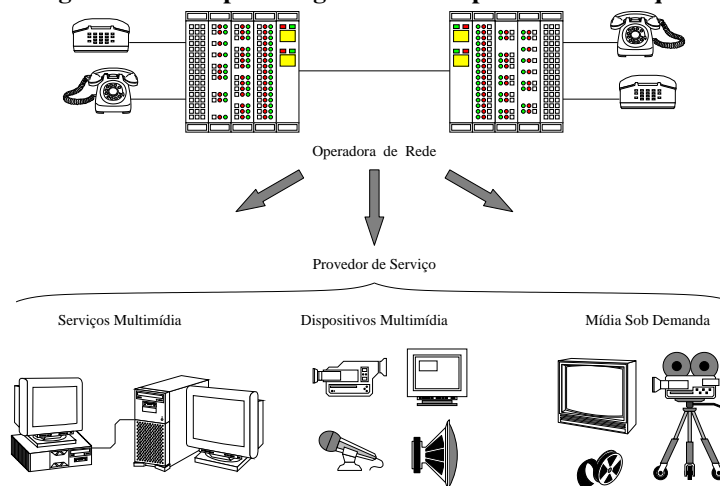 Operadora de Rede
Provedor de Serviço
Serviços Multimídia
Dispositivos Multimídia
Mídia Sob Demanda